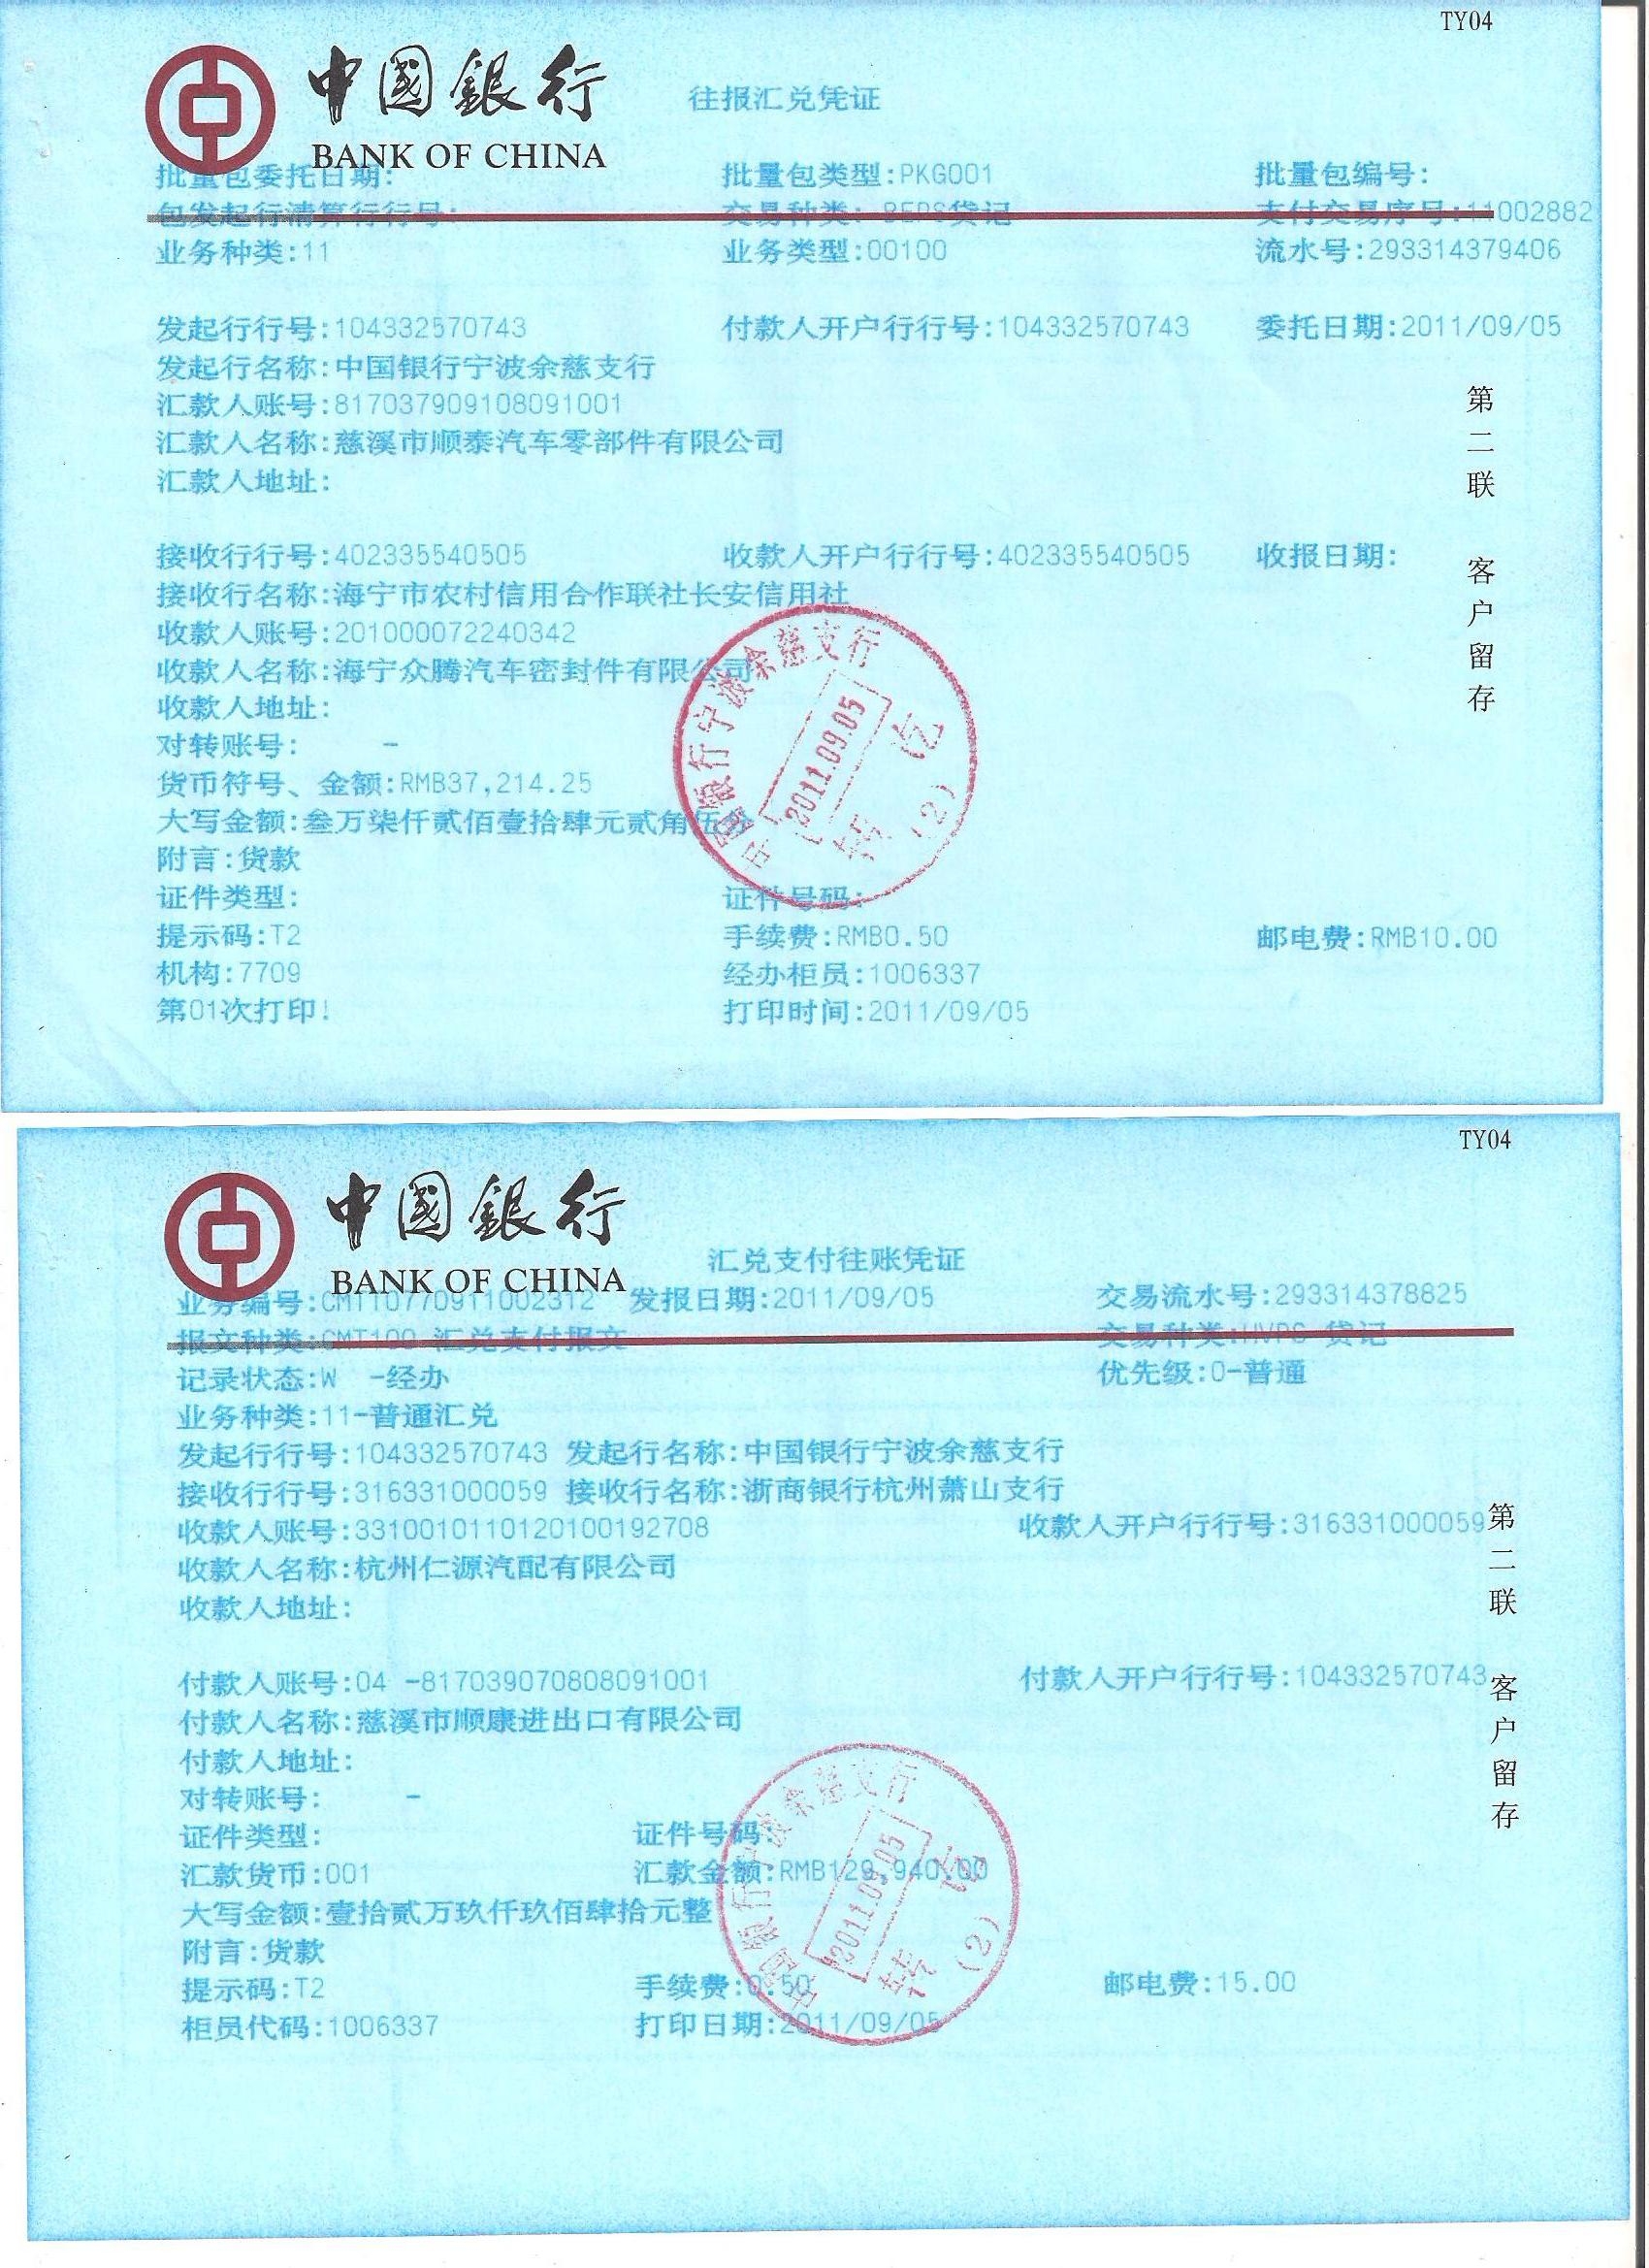 TY04
中國銀行
BANK OF CHINA
往报汇兑凭证
批量包委托日期: 批量包类型:PKG001 批量包编号:
包发起行清算行行号: 交易种类: BEPS贷记 支付交易序号:11002882
业务种类:11 业务类型:00100 流水号:293314379406
发起行行号:104332570743 付款人开户行行号:104332570743 委托日期:2011/09/05
发起行名称:中国银行宁波余慈支行
汇款人账号:817037909108091001
汇款人名称:慈溪市顺泰汽车零部件有限公司
汇款人地址:
接收行行号:402335540505 收款人开户行行号:402335540505 收报日期:
接收行名称:海宁市农村信用合作联社长安信用社
收款人账号:201000072240342
收款人名称:海宁众腾汽车密封件有限公司
收款人地址:
对转账号: -
货币符号、金额:RMB37,214.25
大写金额:叁万柒仟贰佰壹拾肆元贰角伍分
附言:货款
证件类型: 证件号码:
提示码:T2 手续费:RMB0.50 邮电费:RMB10.00
机构:7709 经办柜员:1006337
第01次打印! 打印时间:2011/09/05
第二联 客户留存
中国银行宁波余慈支行
2011.09.05
转讫
(2)
TY04
中國銀行
BANK OF CHINA
汇兑支付往账凭证
业务编号:CMT10770911002312 发报日期:2011/09/05 交易流水号:293314378825
报文种类:CMT100 汇兑支付报文 交易种类:HVPS 贷记
记录状态:W -经办 优先级:0-普通
业务种类:11-普通汇兑
发起行行号:104332570743 发起行名称:中国银行宁波余慈支行
接收行行号:316331000059 接收行名称:浙商银行杭州萧山支行
收款人账号:3310010110120100192708 收款人开户行行号:316331000059
收款人名称:杭州仁源汽配有限公司
收款人地址:
付款人账号:04 -817039070808091001 付款人开户行行号:104332570743
付款人名称:慈溪市顺康进出口有限公司
付款人地址:
对转账号: -
证件类型: 证件号码:
汇款货币:001 汇款金额:RMB129,940.00
大写金额:壹拾贰万玖仟玖佰肆拾元整
附言:货款
提示码:T2 手续费:0.50 邮电费:15.00
柜员代码:1006337 打印日期:2011/09/05
第二联 客户留存
中国银行宁波余慈支行
2011.09.05
转讫
(2)